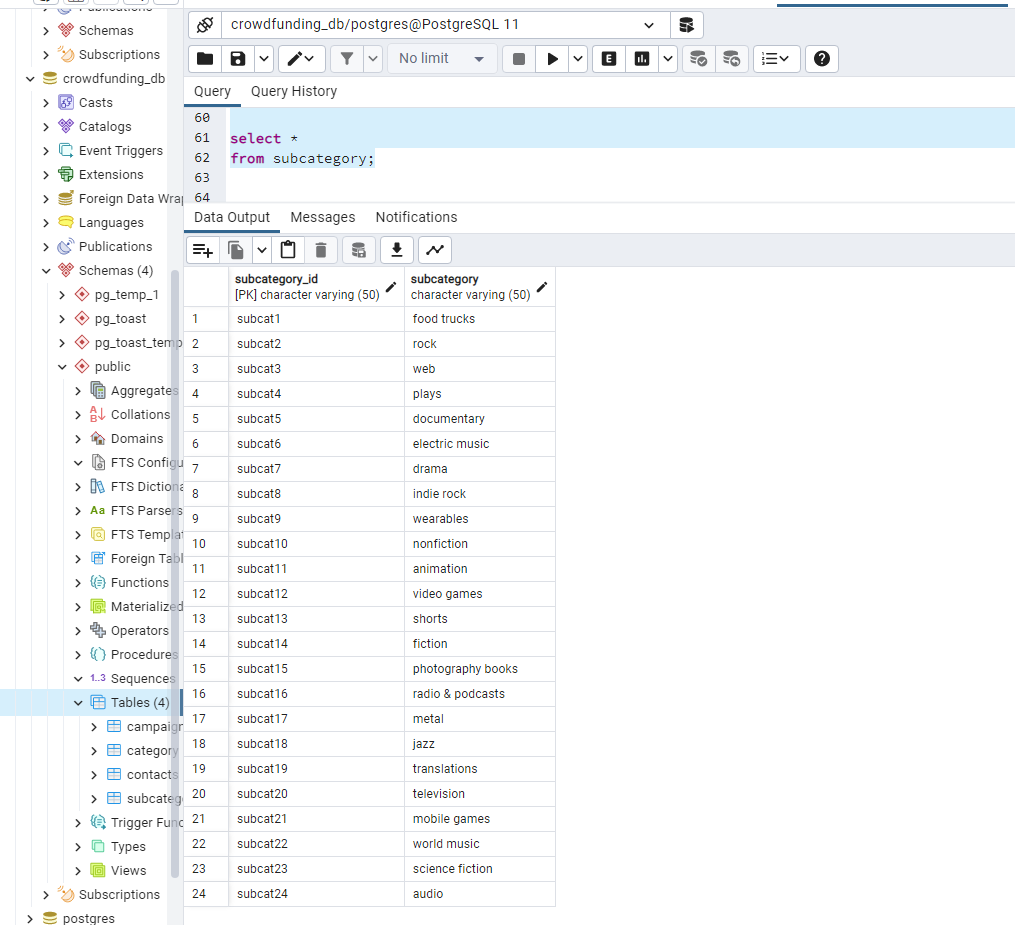 Publications
Schemas
Subscriptions
crowdfunding_db
Casts
Catalogs
Event Triggers
Extensions
Foreign Data Wrap
Languages
Publications
Schemas (4)
pg_temp_1
pg_toast
pg_toast_temp
public
Aggregates
Collations
Domains
FTS Configu
FTS Dictiona
Aa FTS Parsers
FTS Templat
Foreign Tabl
Functions
Materialized
Operators
Procedures
1..3 Sequences
Tables (4)
campaign
category
contacts
subcateg
Trigger Func
Types
Views
Subscriptions
postgres
crowdfunding_db/postgres@PostgreSQL 11
No limit
E
Query Query History
60
61 select *
62 from subcategory;
63
64
Data Output Messages Notifications
subcategory_id subcategory
[PK] character varying (50) character varying (50)
1 subcat1 food trucks
2 subcat2 rock
3 subcat3 web
4 subcat4 plays
5 subcat5 documentary
6 subcat6 electric music
7 subcat7 drama
8 subcat8 indie rock
9 subcat9 wearables
10 subcat10 nonfiction
11 subcat11 animation
12 subcat12 video games
13 subcat13 shorts
14 subcat14 fiction
15 subcat15 photography books
16 subcat16 radio & podcasts
17 subcat17 metal
18 subcat18 jazz
19 subcat19 translations
20 subcat20 television
21 subcat21 mobile games
22 subcat22 world music
23 subcat23 science fiction
24 subcat24 audio